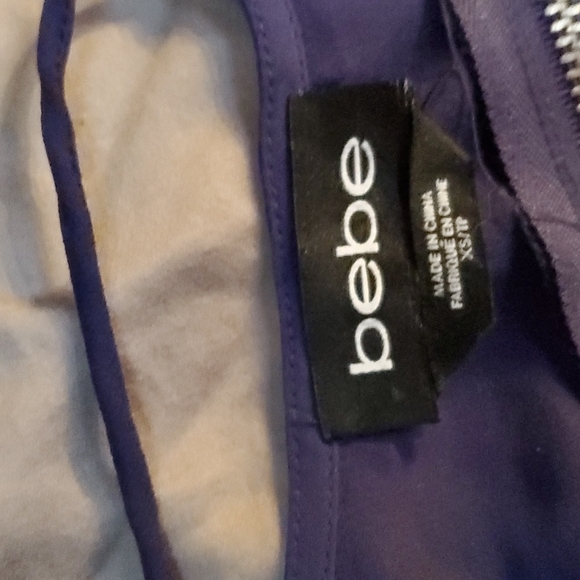 bebe
MADE IN CHINA
FABRIQUÉ EN CHINE
XS/TP